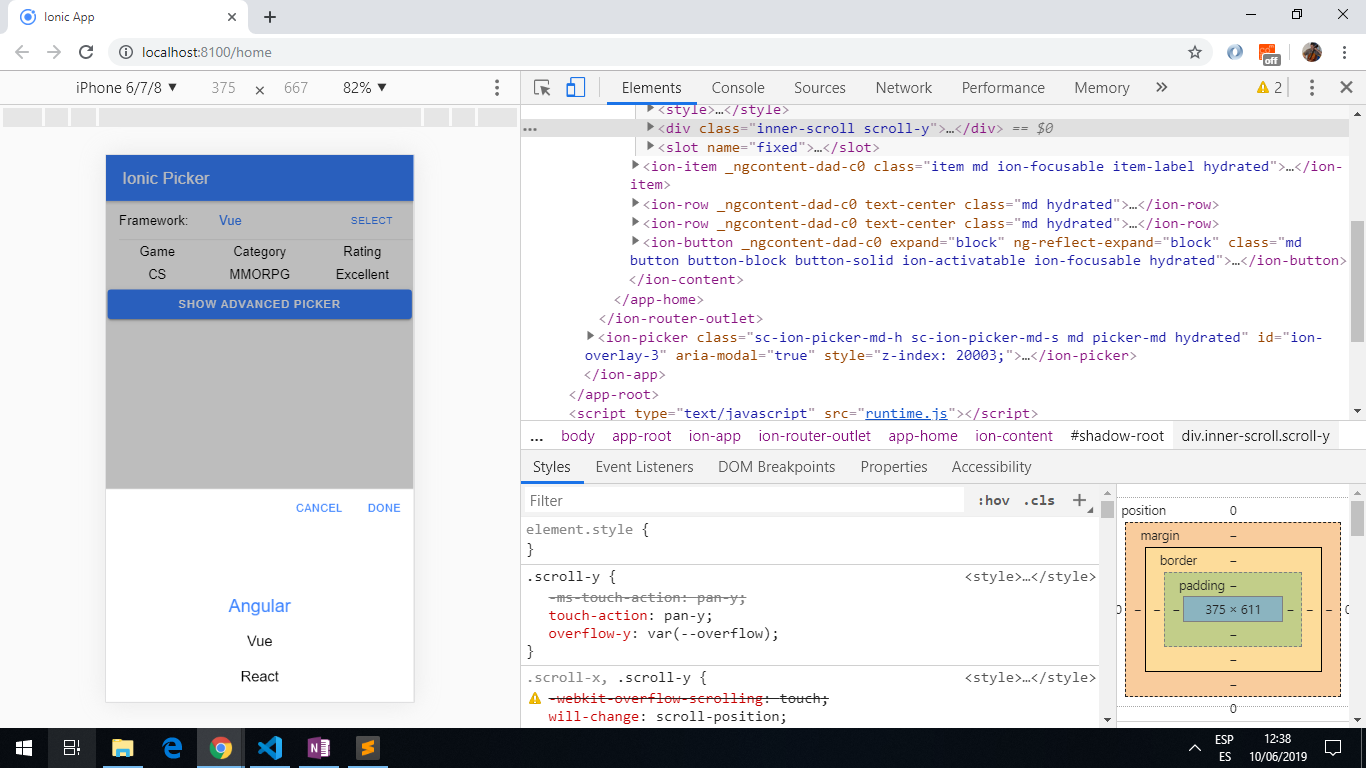 Ionic App
localhost:8100/home
iPhone 6/7/8 ▼ 375 × 667 82% ▼
Elements Console Sources Network Performance Memory » 2
off
Ionic Picker
Framework: Vue SELECT
Game Category Rating
CS MMORPG Excellent
SHOW ADVANCED PICKER
CANCEL DONE
Angular
Vue
React
<style>…</style>
... <div class="inner-scroll scroll-y">…</div> == $0
<slot name="fixed">…</slot>
<ion-item _ngcontent-dad-c0 class="item md ion-focusable item-label hydrated">…</ion-
item>
<ion-row _ngcontent-dad-c0 text-center class="md hydrated">…</ion-row>
<ion-row _ngcontent-dad-c0 text-center class="md hydrated">…</ion-row>
<ion-button _ngcontent-dad-c0 expand="block" ng-reflect-expand="block" class="md
button button-block button-solid ion-activatable ion-focusable hydrated">…</ion-button>
</ion-content>
</app-home>
</ion-router-outlet>
<ion-picker class="sc-ion-picker-md-h sc-ion-picker-md-s md picker-md hydrated" id="ion-
overlay-3" aria-modal="true" style="z-index: 20003;">…</ion-picker>
</ion-app>
</app-root>
<script type="text/javascript" src="runtime.js"></script>
... body app-root ion-app ion-router-outlet app-home ion-content #shadow-root div.inner-scroll.scroll-y
Styles Event Listeners DOM Breakpoints Properties Accessibility
Filter :hov .cls +
element.style {
}
.scroll-y { <style>…</style>
-ms-touch-action: pan-y;
touch-action: pan-y;
overflow-y: var(--overflow);
}
.scroll-x, .scroll-y { <style>…</style>
-webkit-overflow-scrolling: touch;
will-change: scroll-position;
position 0
margin –
border –
padding –
0 – – – 375 × 611 – – – 0
–
–
–
0
ESP
ES
12:38
10/06/2019